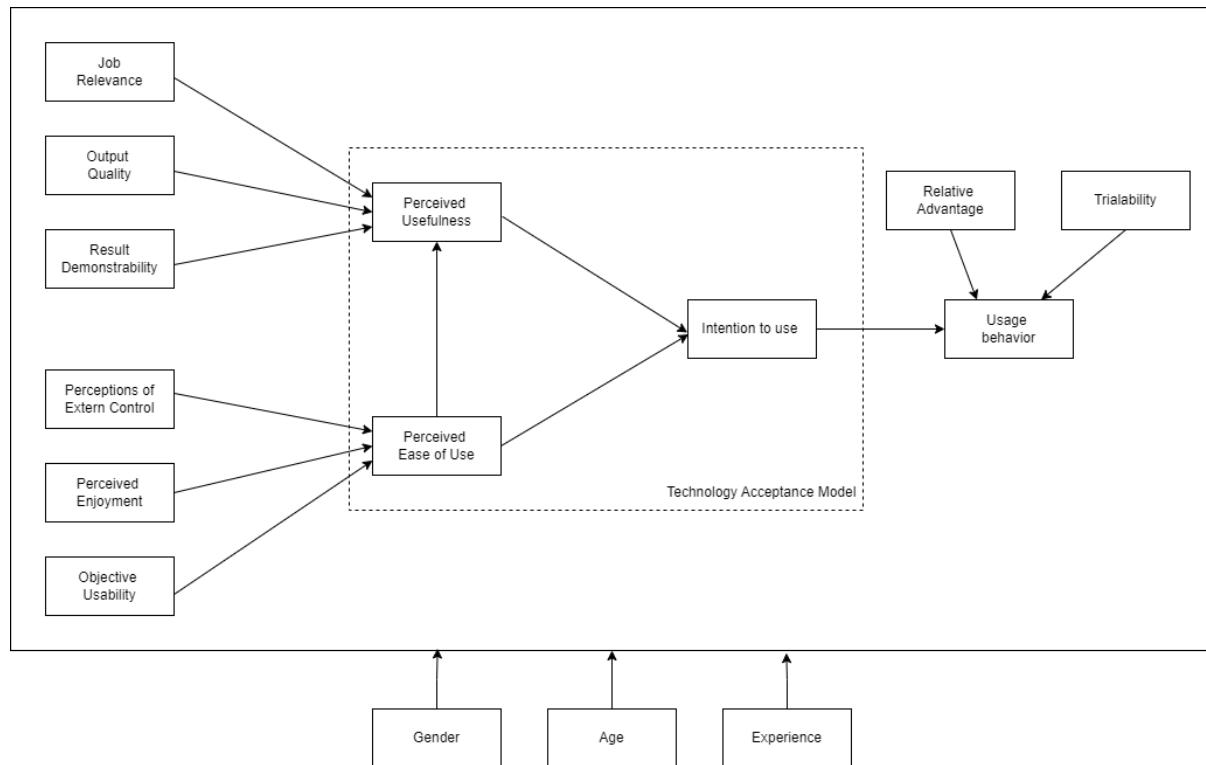 Job
Relevance
Output
Quality
Result
Demonstrability
Perceptions of
Extern Control
Perceived
Enjoyment
Objective
Usability
Perceived
Usefulness
Perceived
Ease of Use
Intention to use
Technology Acceptance Model
Relative
Advantage
Trialability
Usage
behavior
Gender
Age
Experience